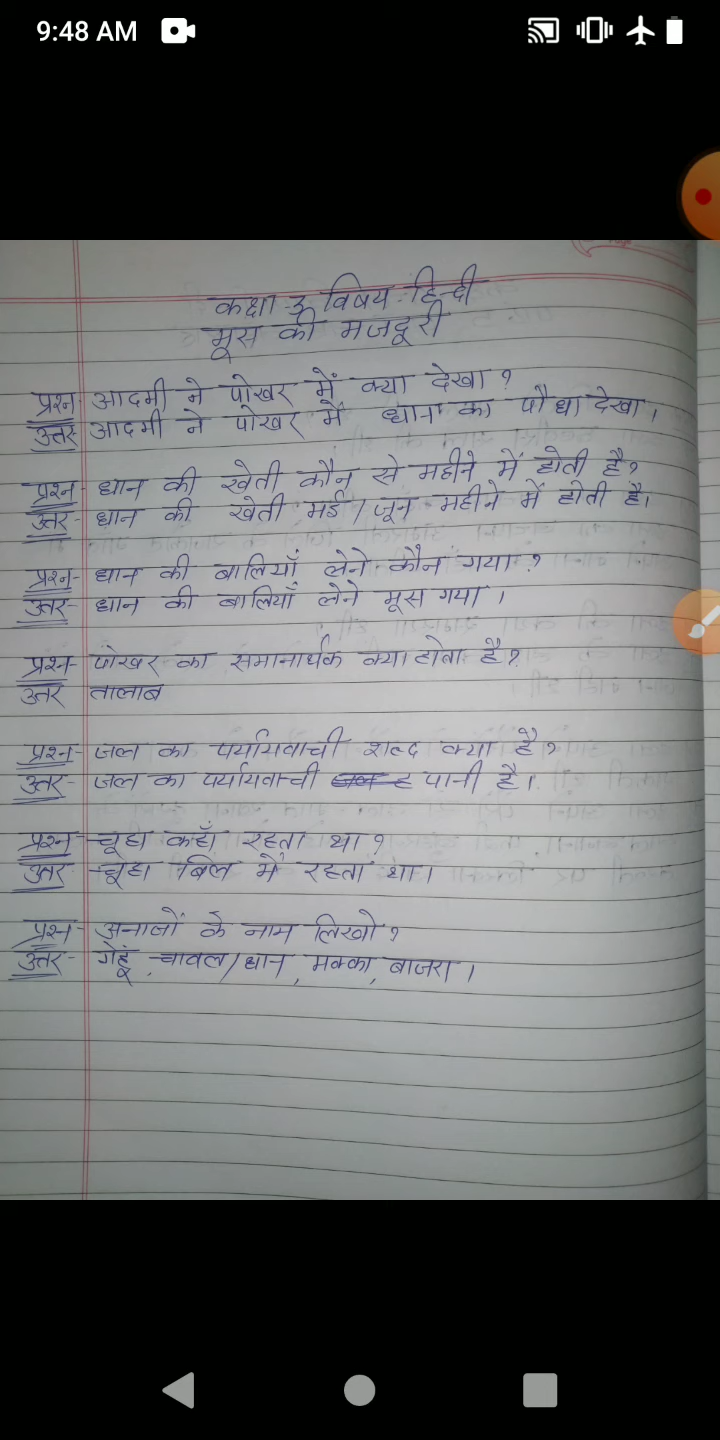 9:48 AM
कक्षा 3 विषय-हिन्दी
मूस की मजदूरी
प्रश्न- आदमी ने पोखर में क्या देखा ?
उत्तर- आदमी ने पोखर में धान का पौधा देखा ।
प्रश्न- धान की खेती कौन से महीने में होती है?
उत्तर- धान की खेती मई / जून महीने में होती है।
प्रश्न- धान की बालियाँ लेने कौन गया ?
उत्तर- धान की बालियाँ लेने मूस गया ।
प्रश्न- पोखर का समानार्थक क्या होता है?
उत्तर तालाब
प्रश्न- जल का पर्यायवाची शब्द क्या है?
उत्तर- जल का पर्यायवाची पानी है।
प्रश्न- चूहा कहाँ रहता था ?
उत्तर- चूहा बिल में रहता था।
प्रश्न- अनाजों के नाम लिखो ?
उत्तर- गेहूं, चावल/धान, मक्का, बाजरा ।